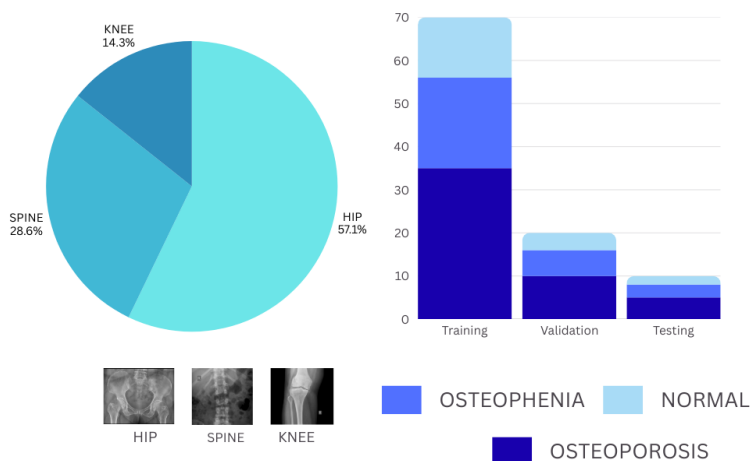 KNEE
14.3%
SPINE
28.6%
HIP
57.1%
HIP
SPINE
KNEE
70
60
50
40
30
20
10
0
Training
Validation
Testing
OSTEOPHENIA
NORMAL
OSTEOPOROSIS